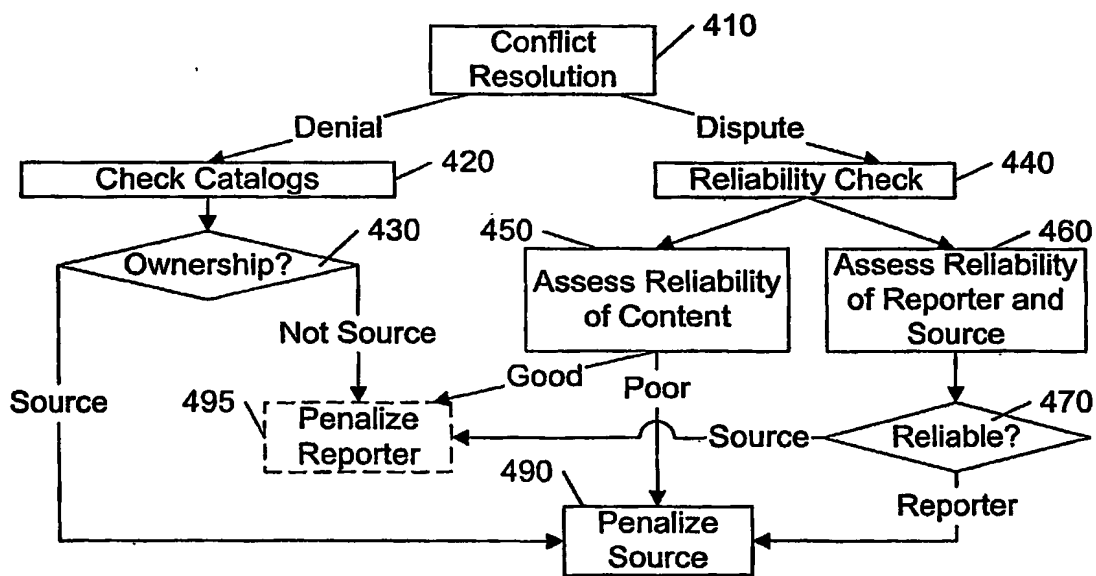 Conflict
Resolution
410
Denial
Dispute
Check Catalogs
420
Reliability Check
440
Ownership?
430
450
Assess Reliability
of Content
460
Assess Reliability
of Reporter and
Source
Not Source
Source
Good
Poor
495
Penalize
Reporter
Source
Reliable?
470
490
Penalize
Source
Reporter